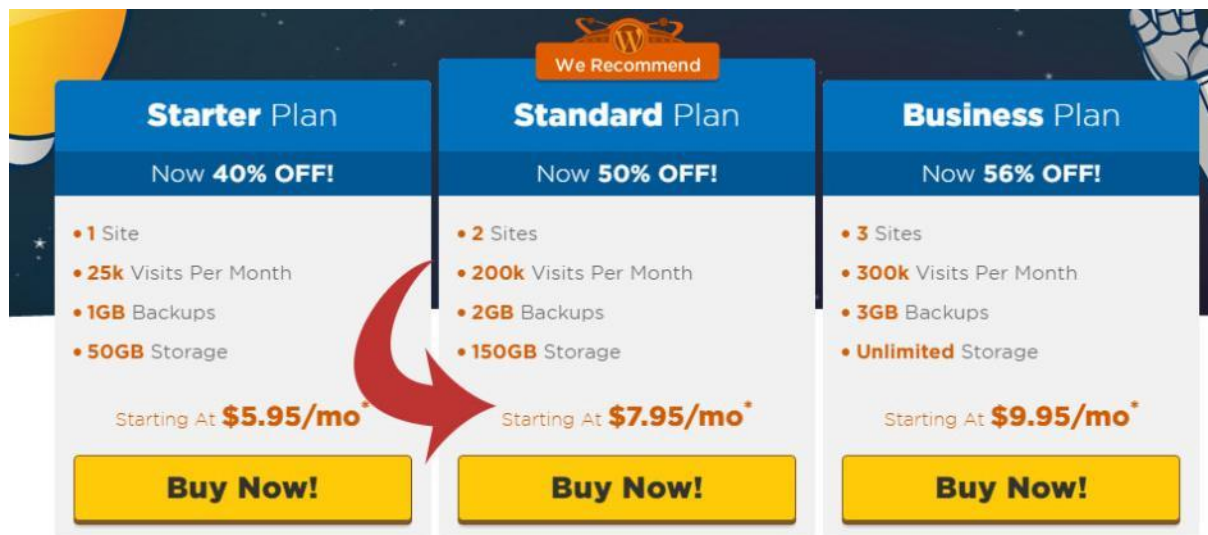 We Recommend
Starter Plan
Now 40% OFF!
• 1 Site
• 25k Visits Per Month
• 1GB Backups
• 50GB Storage
Starting At $5.95/mo*
Buy Now!
Standard Plan
Now 50% OFF!
• 2 Sites
• 200k Visits Per Month
• 2GB Backups
• 150GB Storage
Starting At $7.95/mo*
Buy Now!
Business Plan
Now 56% OFF!
• 3 Sites
• 300k Visits Per Month
• 3GB Backups
• Unlimited Storage
Starting At $9.95/mo*
Buy Now!